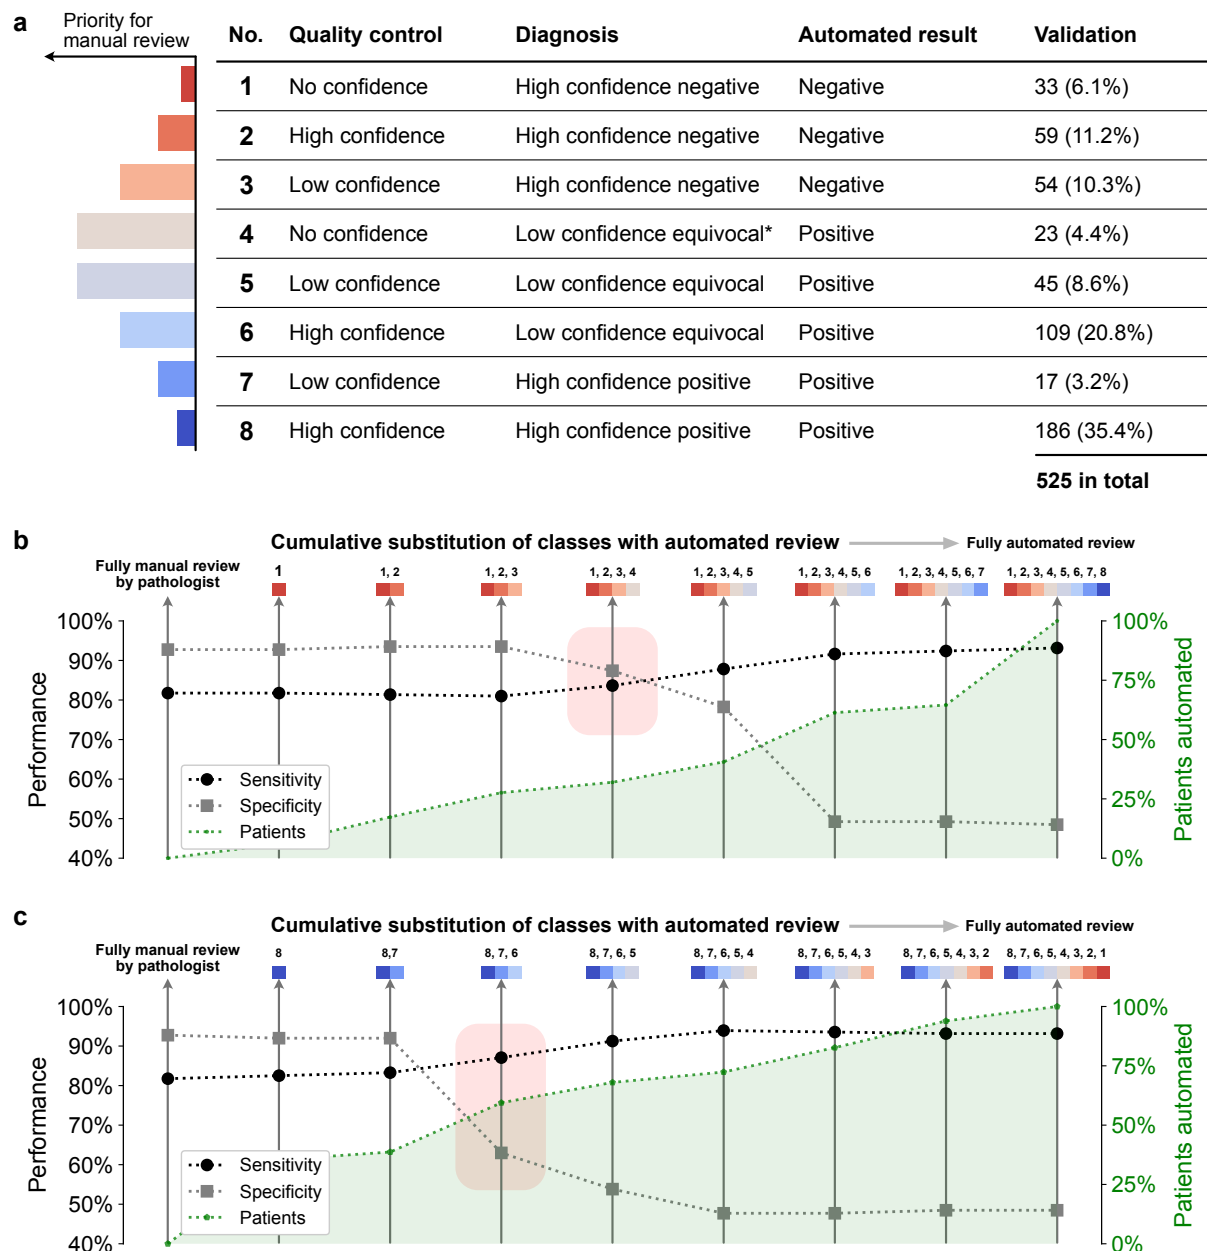 a
Priority for
manual review
No. Quality control Diagnosis Automated result Validation
1 No confidence High confidence negative Negative 33 (6.1%)
2 High confidence High confidence negative Negative 59 (11.2%)
3 Low confidence High confidence negative Negative 54 (10.3%)
4 No confidence Low confidence equivocal* Positive 23 (4.4%)
5 Low confidence Low confidence equivocal Positive 45 (8.6%)
6 High confidence Low confidence equivocal Positive 109 (20.8%)
7 Low confidence High confidence positive Positive 17 (3.2%)
8 High confidence High confidence positive Positive 186 (35.4%)
525 in total
b
Cumulative substitution of classes with automated review
Fully automated review
Fully manual review
by pathologist
1
1, 2
1, 2, 3
1, 2, 3, 4
1, 2, 3, 4, 5
1, 2, 3, 4, 5, 6
1, 2, 3, 4, 5, 6, 7
1, 2, 3, 4, 5, 6, 7, 8
Performance
100%
90%
80%
70%
60%
50%
40%
Sensitivity
Specificity
Patients
100%
75%
50%
25%
0%
Patients automated
c
Cumulative substitution of classes with automated review
Fully automated review
Fully manual review
by pathologist
8
8,7
8, 7, 6
8, 7, 6, 5
8, 7, 6, 5, 4
8, 7, 6, 5, 4, 3
8, 7, 6, 5, 4, 3, 2
8, 7, 6, 5, 4, 3, 2, 1
Performance
100%
90%
80%
70%
60%
50%
40%
Sensitivity
Specificity
Patients
100%
75%
50%
25%
0%
Patients automated